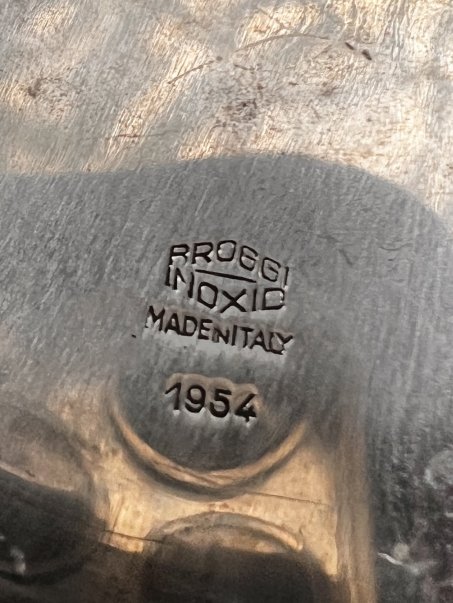 BROGGI
INOXID
MADE IN ITALY
1954